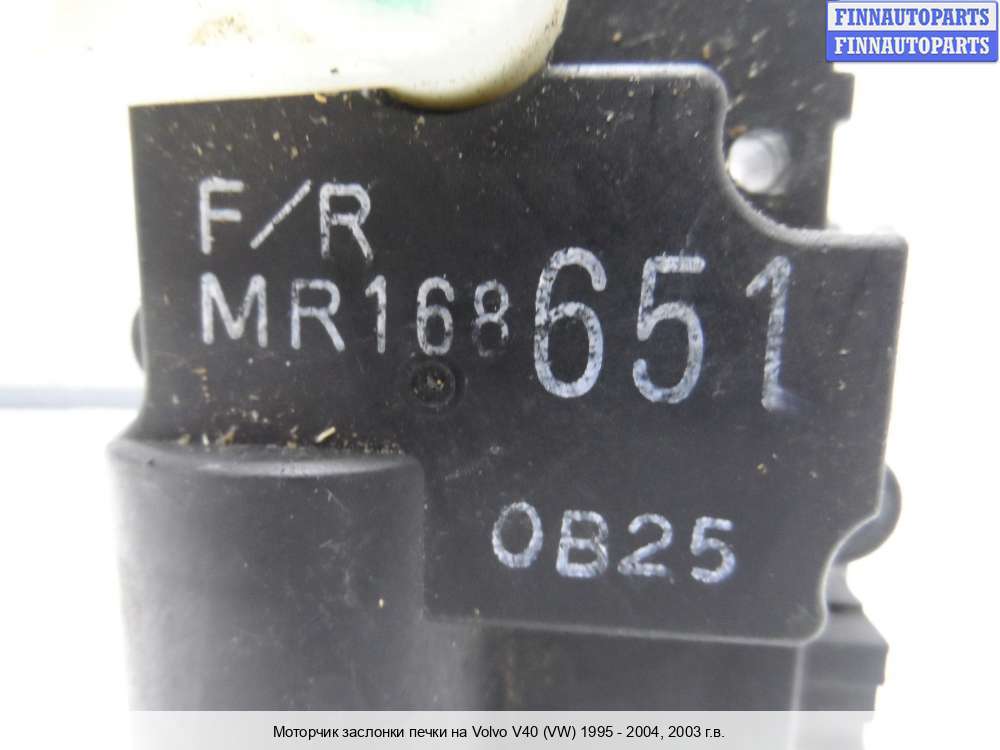 FINNAUTOPARTS
FINNAUTOPARTS
F/R
MR168651
0B25
Моторчик заслонки печки на Volvo V40 (VW) 1995 - 2004, 2003 г.в.